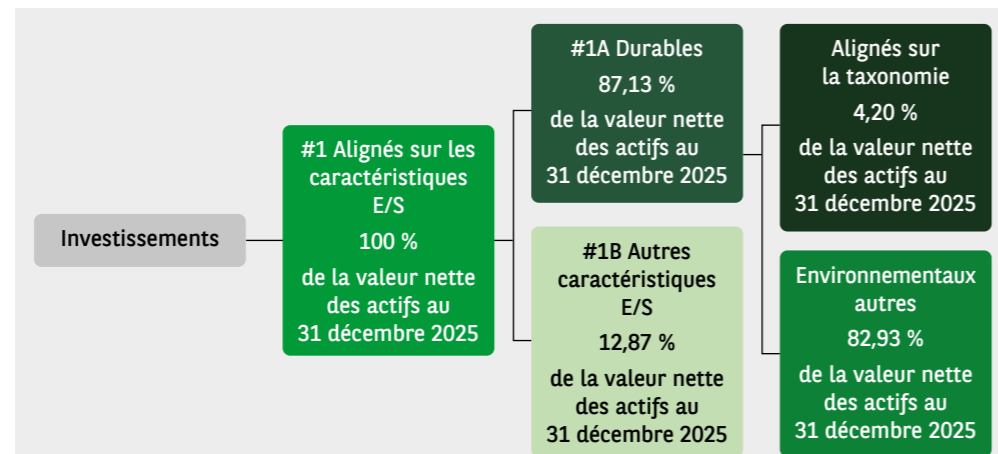 Investissements
#1 Alignés sur les
caractéristiques
E/S
100 %
de la valeur nette
des actifs au
31 décembre 2025
#1A Durables
87,13 %
de la valeur nette
des actifs au
31 décembre 2025
#1B Autres
caractéristiques
E/S
12,87 %
de la valeur nette
des actifs au
31 décembre 2025
Alignés sur
la taxonomie
4,20 %
de la valeur nette
des actifs au
31 décembre 2025
Environnementaux
autres
82,93 %
de la valeur nette
des actifs au
31 décembre 2025